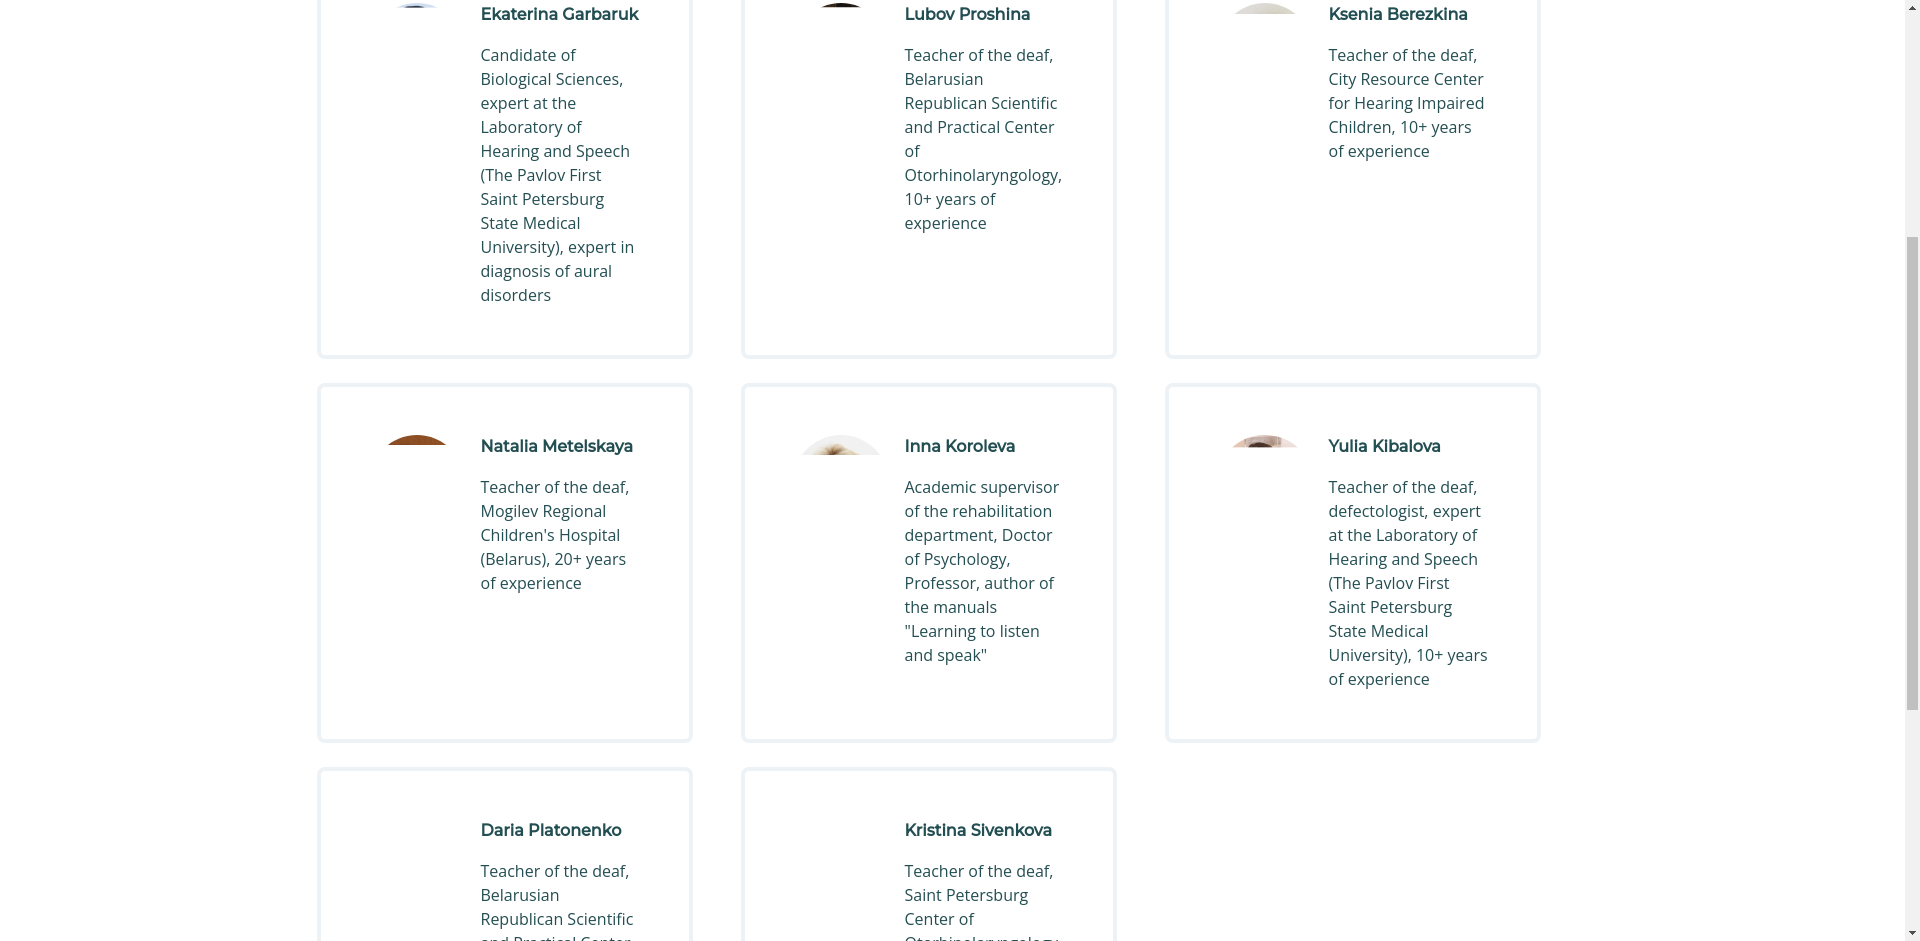 Ekaterina Garbaruk
Candidate of
Biological Sciences,
expert at the
Laboratory of
Hearing and Speech
(The Pavlov First
Saint Petersburg
State Medical
University), expert in
diagnosis of aural
disorders
Lubov Proshina
Teacher of the deaf,
Belarusian
Republican Scientific
and Practical Center
of
Otorhinolaryngology,
10+ years of
experience
Ksenia Berezkina
Teacher of the deaf,
City Resource Center
for Hearing Impaired
Children, 10+ years
of experience
Natalia Metelskaya
Teacher of the deaf,
Mogilev Regional
Children's Hospital
(Belarus), 20+ years
of experience
Inna Koroleva
Academic supervisor
of the rehabilitation
department, Doctor
of Psychology,
Professor, author of
the manuals
"Learning to listen
and speak"
Yulia Kibalova
Teacher of the deaf,
defectologist, expert
at the Laboratory of
Hearing and Speech
(The Pavlov First
Saint Petersburg
State Medical
University), 10+ years
of experience
Daria Platonenko
Teacher of the deaf,
Belarusian
Republican Scientific
and Practical Center
Kristina Sivenkova
Teacher of the deaf,
Saint Petersburg
Center of
Otorhinolaryngology